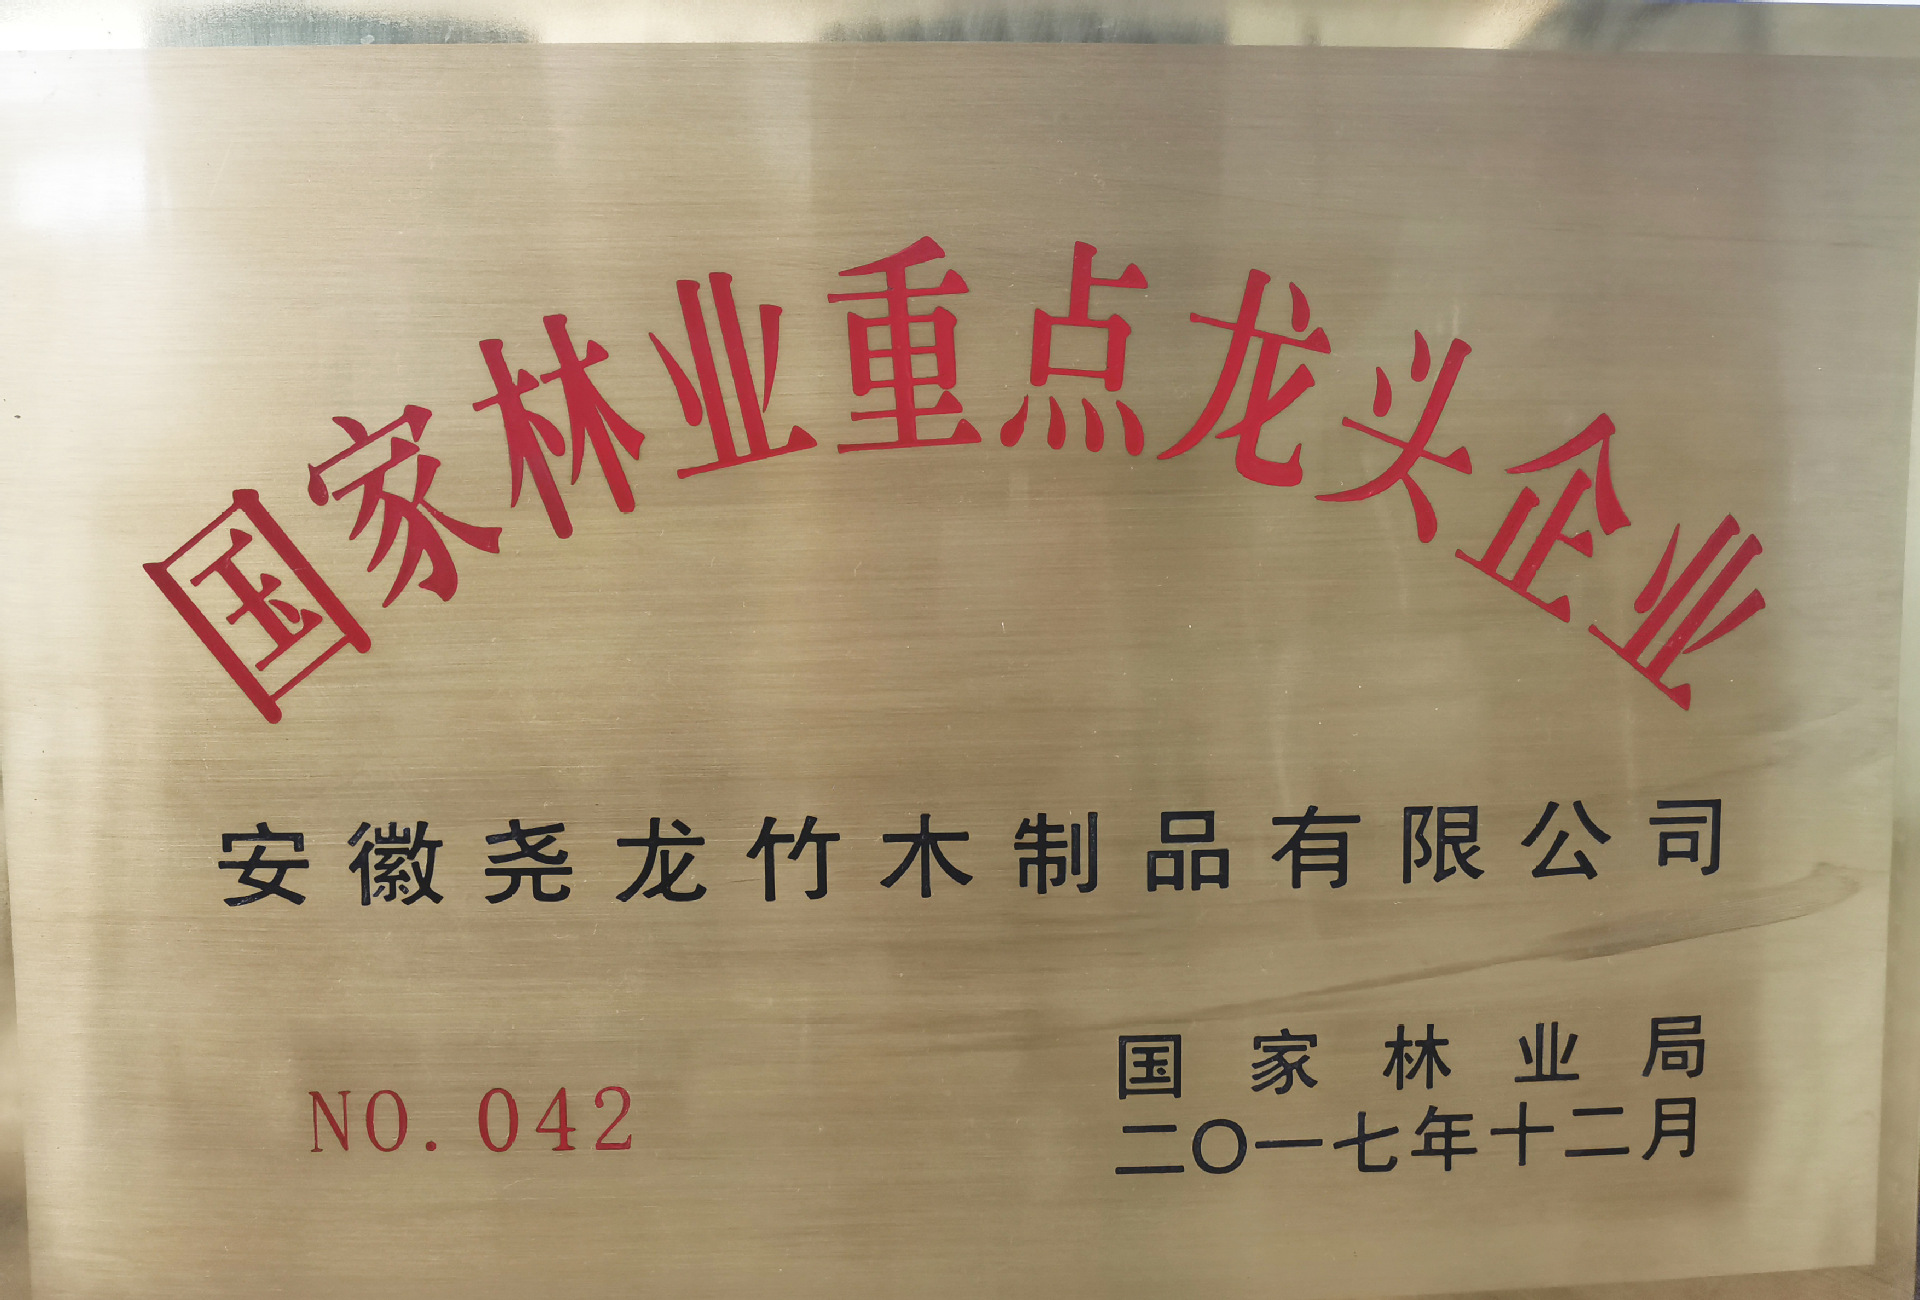 国家林业重点龙头企业
安徽尧龙竹木制品有限公司
NO. 042
国家林业局
二〇一七年十二月